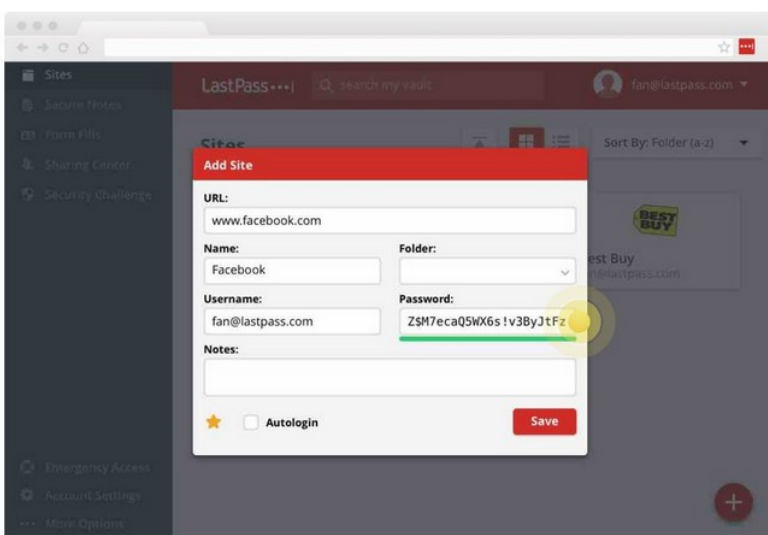 Sites
LastPass•••| search my vault fan@lastpass.com
Secure Notes
Form Fills
Sites Sort By: Folder (a-z)
Sharing Center
Add Site
Security Challenge
URL:
www.facebook.com
BEST
BUY
Name: Folder:
Facebook
est Buy
n@lastpass.com
Username: Password:
fan@lastpass.com Z$M7ecaQ5WX6s!v3ByJtFz
Notes:
Autologin Save
Emergency Access
Account Settings
More Options